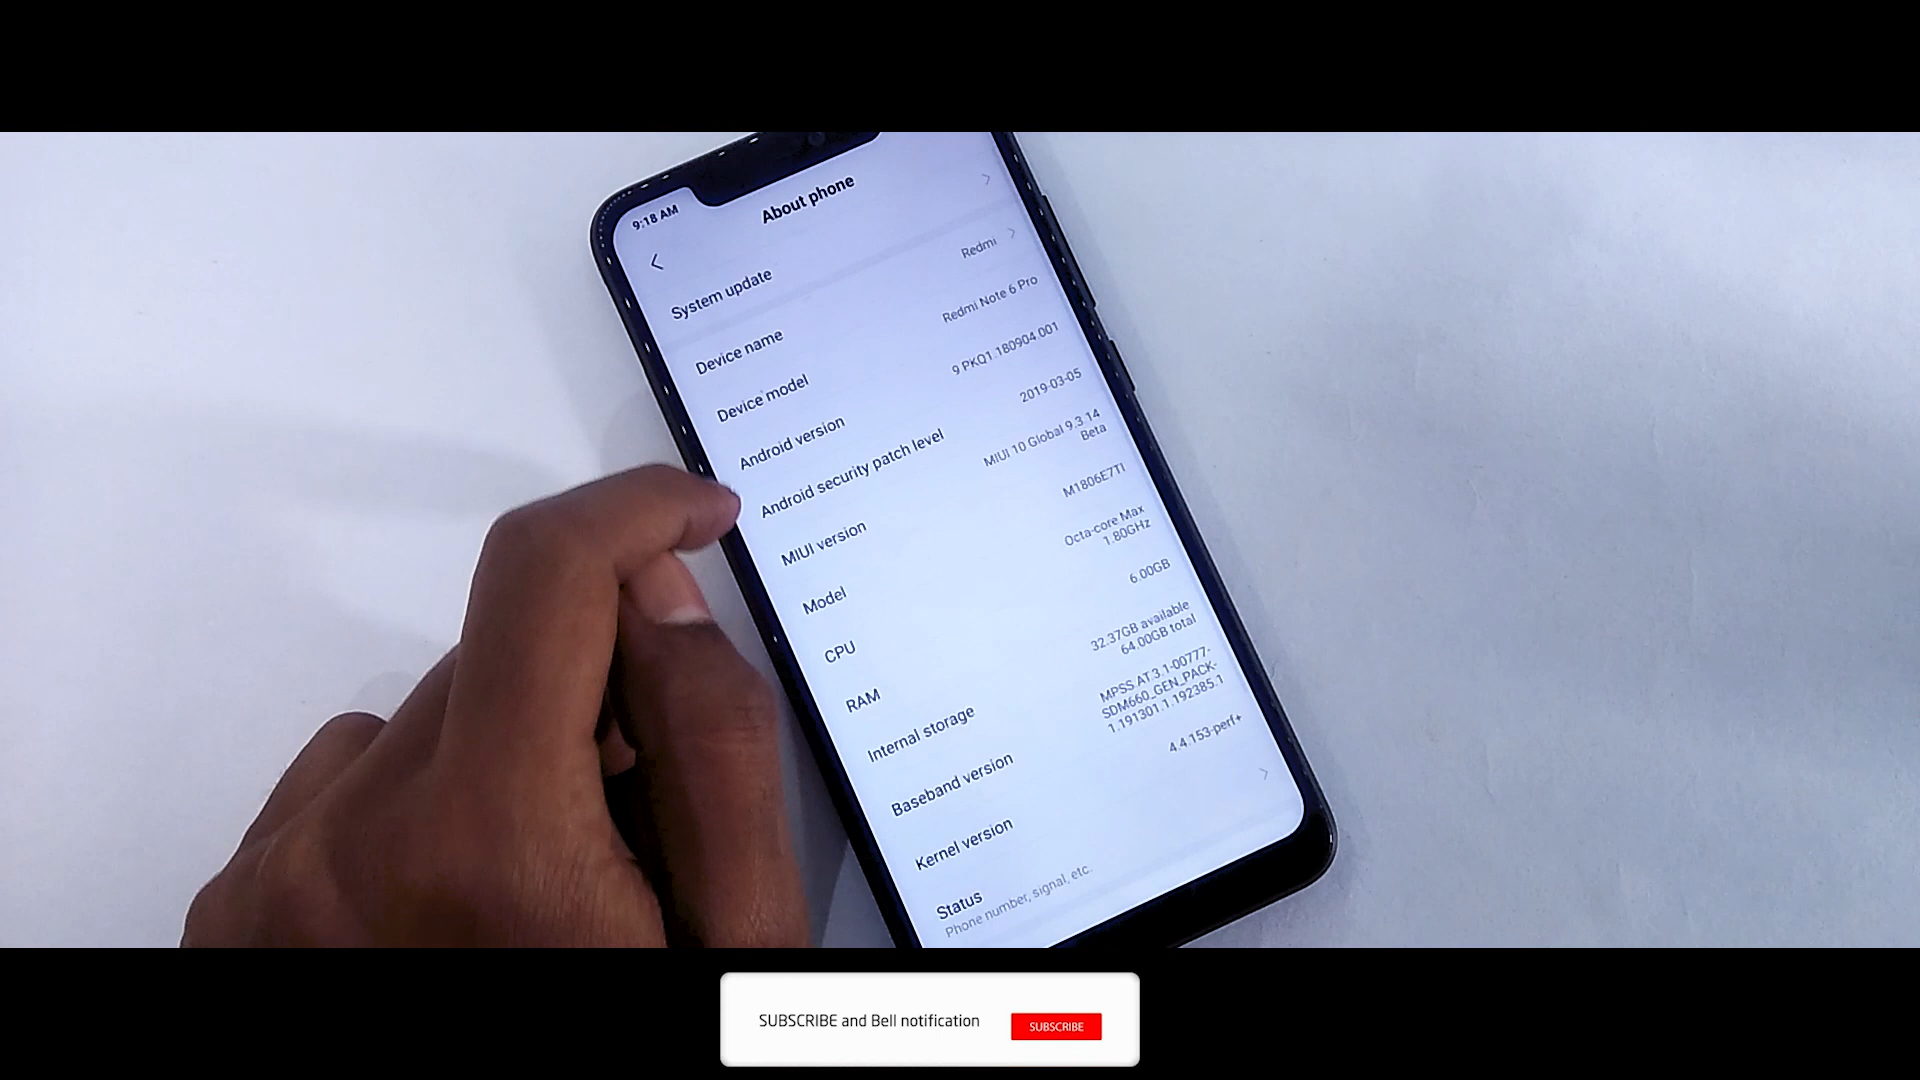 9:18 AM
About phone
System update
Device name
Redmi
Device model
Redmi Note 6 Pro
Android version
9 PKQ1.180904.001
Android security patch level
2019-03-05
MIUI version
MIUI 10 Global 9.3.14
Beta
Model
M1806E7TI
CPU
Octa-core Max
1.80GHz
RAM
6.00GB
Internal storage
32.37GB available
64.00GB total
Baseband version
MPSS.AT.3.1-00777-
SDM660_GEN_PACK-
1.191301.1.192385.1
Kernel version
4.4.153-perf+
Status
Phone number, signal, etc.
SUBSCRIBE and Bell notification
SUBSCRIBE